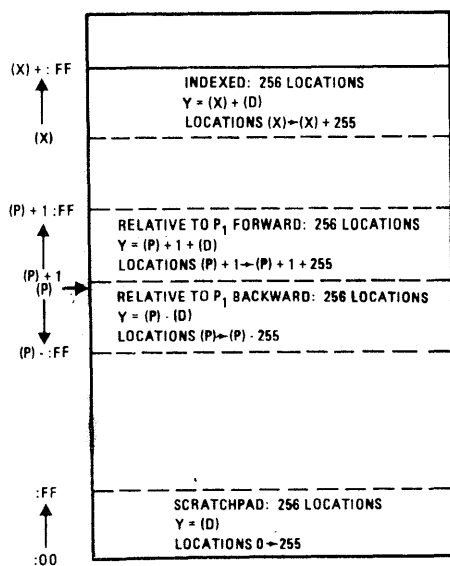 (X) + : FF
INDEXED: 256 LOCATIONS
Y = (X) + (D)
LOCATIONS (X)←(X) + 255
(X)
(P) + 1 :FF
RELATIVE TO P₁ FORWARD: 256 LOCATIONS
Y = (P) + 1 + (D)
LOCATIONS (P) + 1←(P) + 1 + 255
(P) + 1
(P)
RELATIVE TO P₁ BACKWARD: 256 LOCATIONS
Y = (P) - (D)
LOCATIONS (P)←(P) - 255
(P) - :FF
:FF
SCRATCHPAD: 256 LOCATIONS
Y = (D)
LOCATIONS 0←255
:00